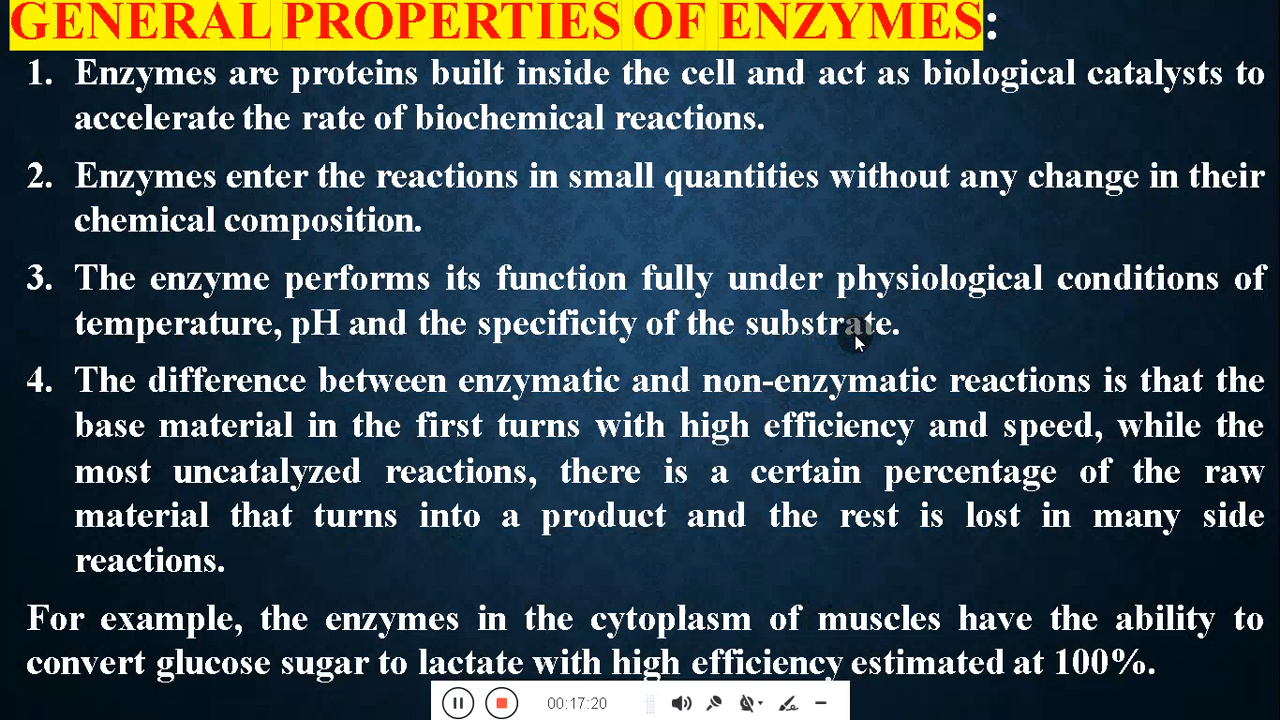 GENERAL PROPERTIES OF ENZYMES:
1. Enzymes are proteins built inside the cell and act as biological catalysts to
accelerate the rate of biochemical reactions.
2. Enzymes enter the reactions in small quantities without any change in their
chemical composition.
3. The enzyme performs its function fully under physiological conditions of
temperature, pH and the specificity of the substrate.
4. The difference between enzymatic and non-enzymatic reactions is that the
base material in the first turns with high efficiency and speed, while the
most uncatalyzed reactions, there is a certain percentage of the raw
material that turns into a product and the rest is lost in many side
reactions.
For example, the enzymes in the cytoplasm of muscles have the ability to
convert glucose sugar to lactate with high efficiency estimated at 100%.
00:17:20